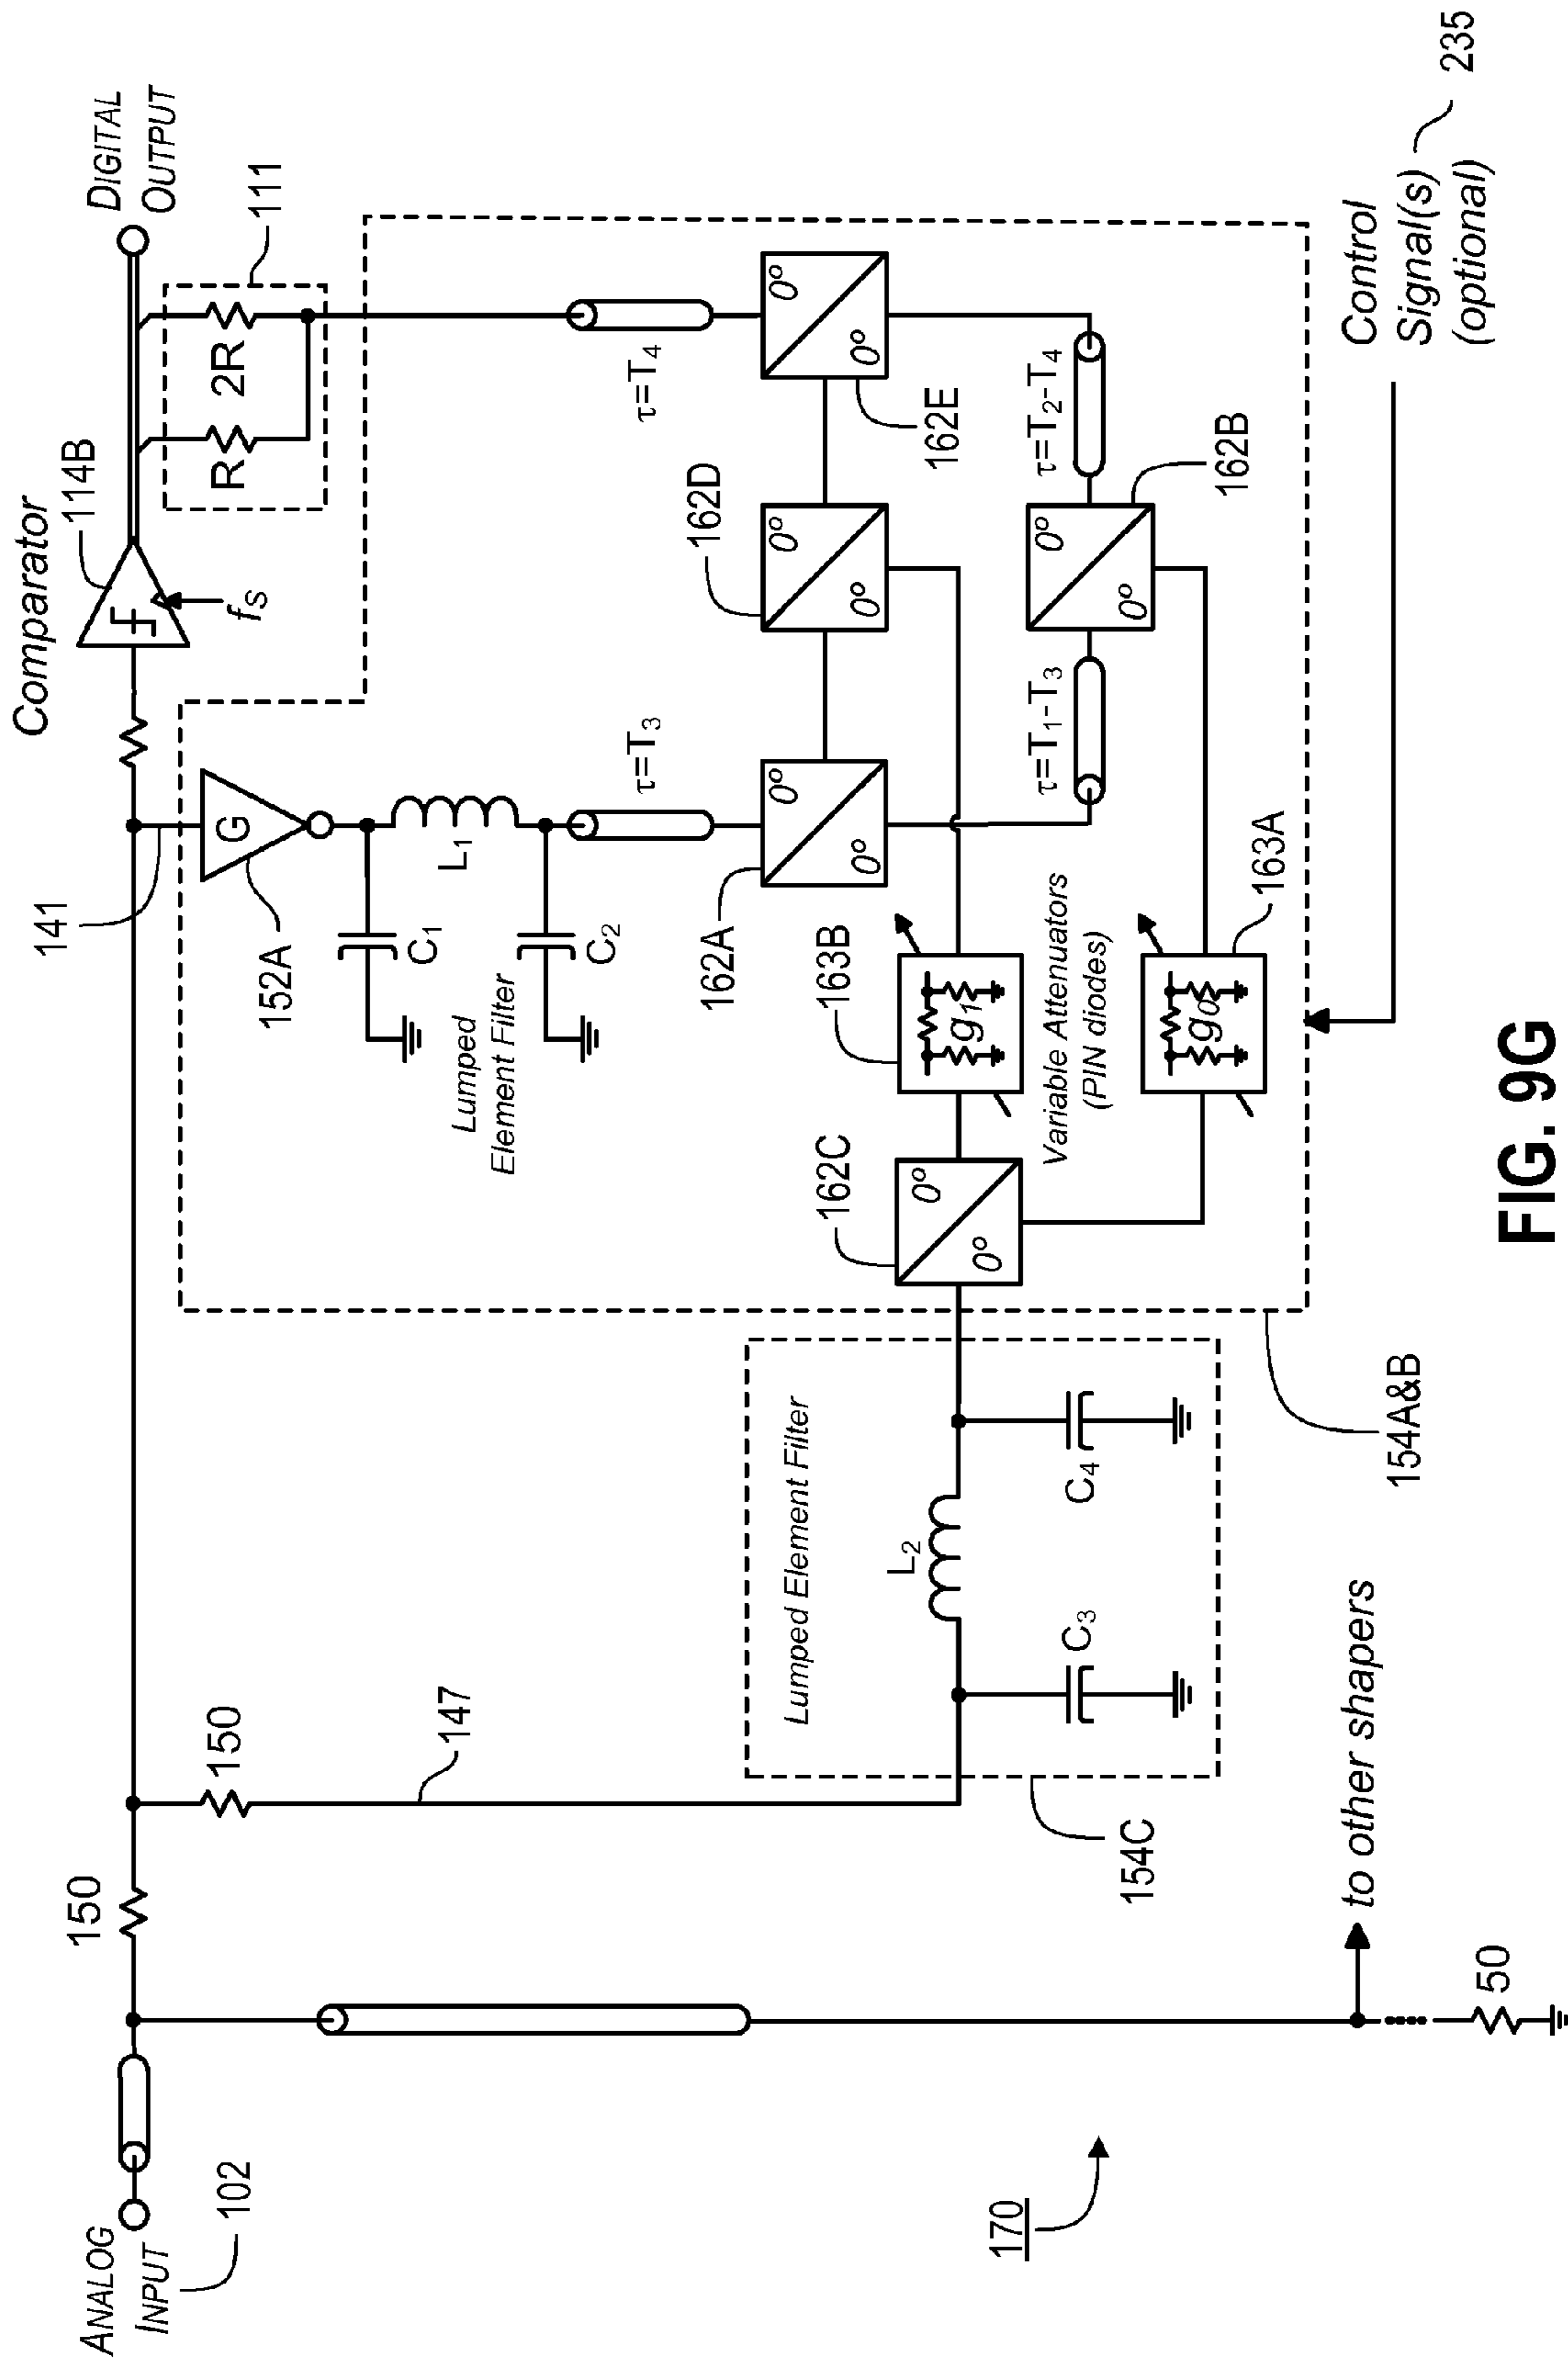 ANALOG
INPUT
102
150
150
147
141
Comparator
114B
fS
DIGITAL
OUTPUT
111
R
2R
G
152A
C1
L1
C2
Lumped
Element Filter
τ=T3
τ=T4
162A
0°
0°
162D
0°
0°
162E
0°
0°
τ=T1-T3
τ=T2-T4
162B
0°
0°
163B
g1
Variable Attenuators
(PIN diodes)
163A
g0
162C
0°
0°
Lumped Element Filter
L2
C3
C4
154C
154A&B
to other shapers
50
170
Control
Signal(s)
(optional)
235
FIG. 9G